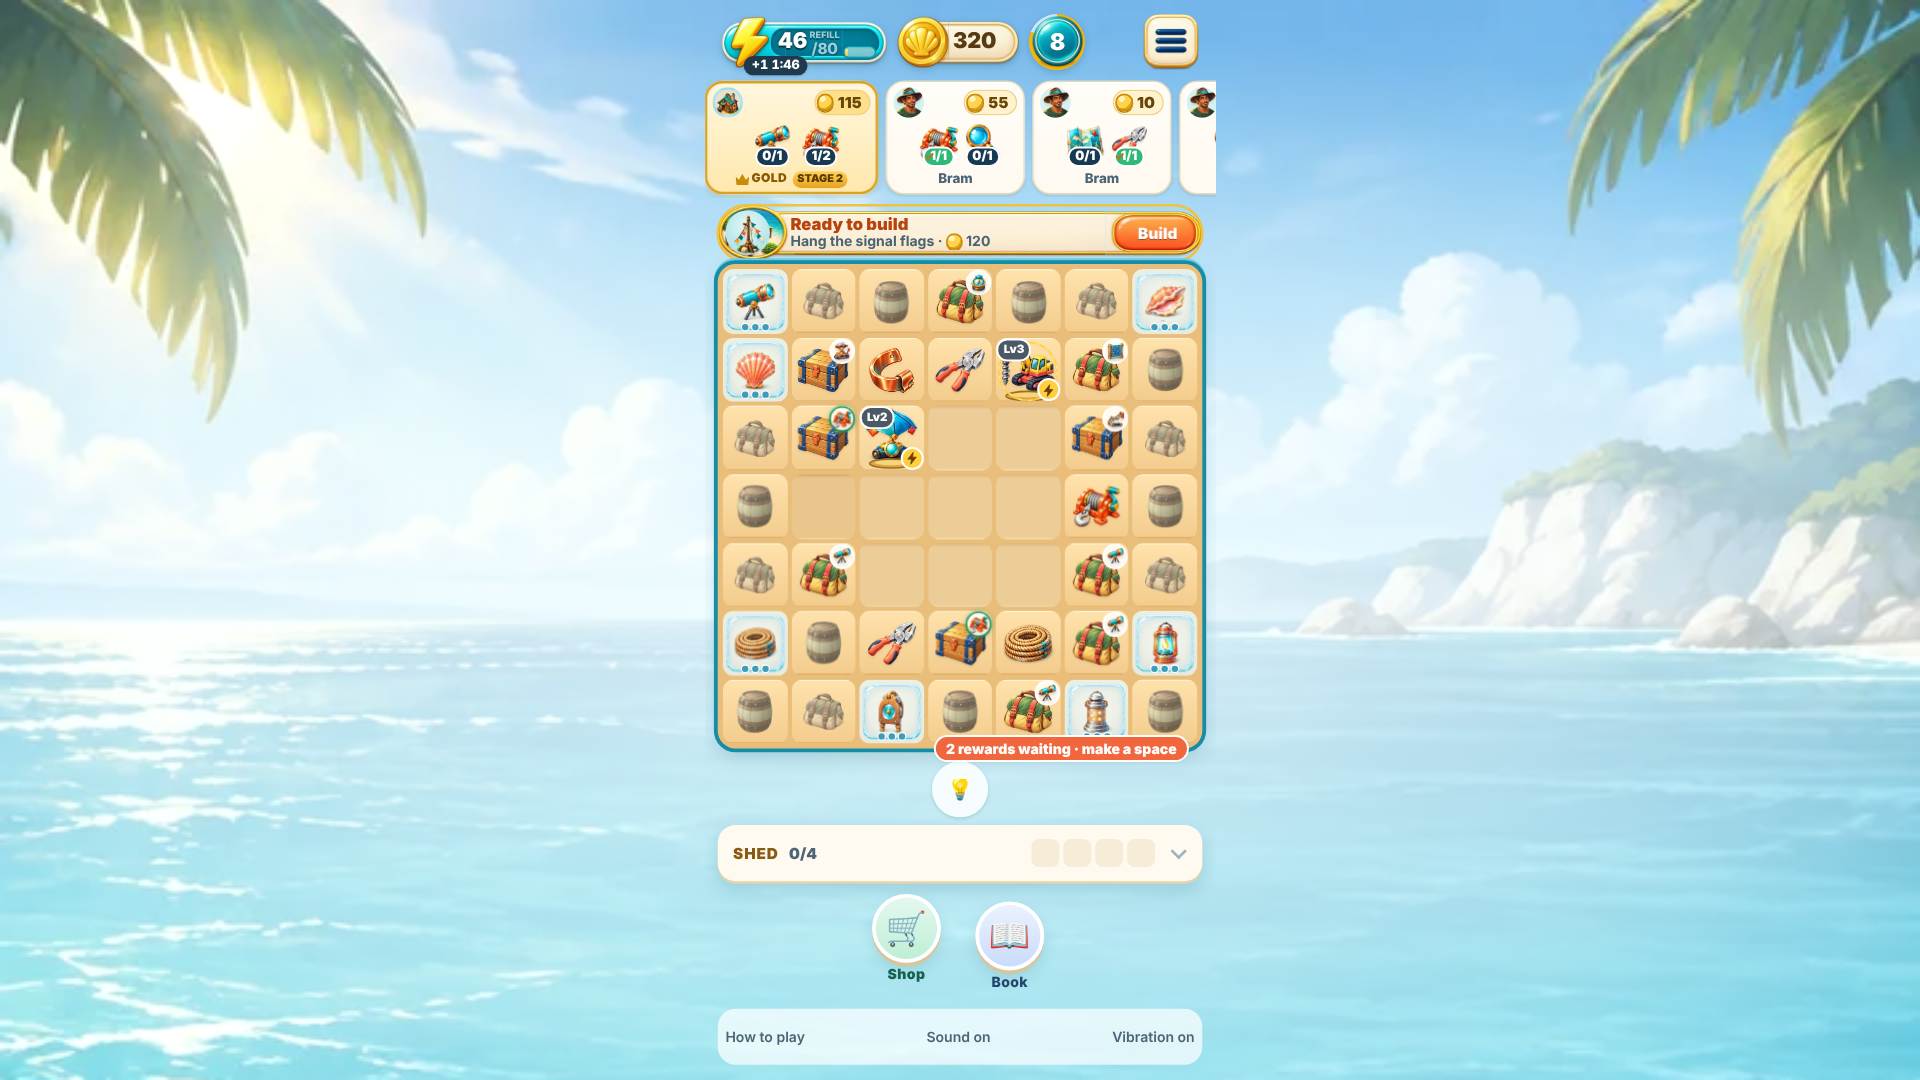 46 REFILL /80
+1 1:46
320
8
115
0/1 1/2
GOLD STAGE 2
55
1/1 0/1
Bram
10
0/1 1/1
Bram
Ready to build
Hang the signal flags · 120
Build
Lv3
Lv2
2 rewards waiting · make a space
SHED 0/4
Shop
Book
How to play
Sound on
Vibration on